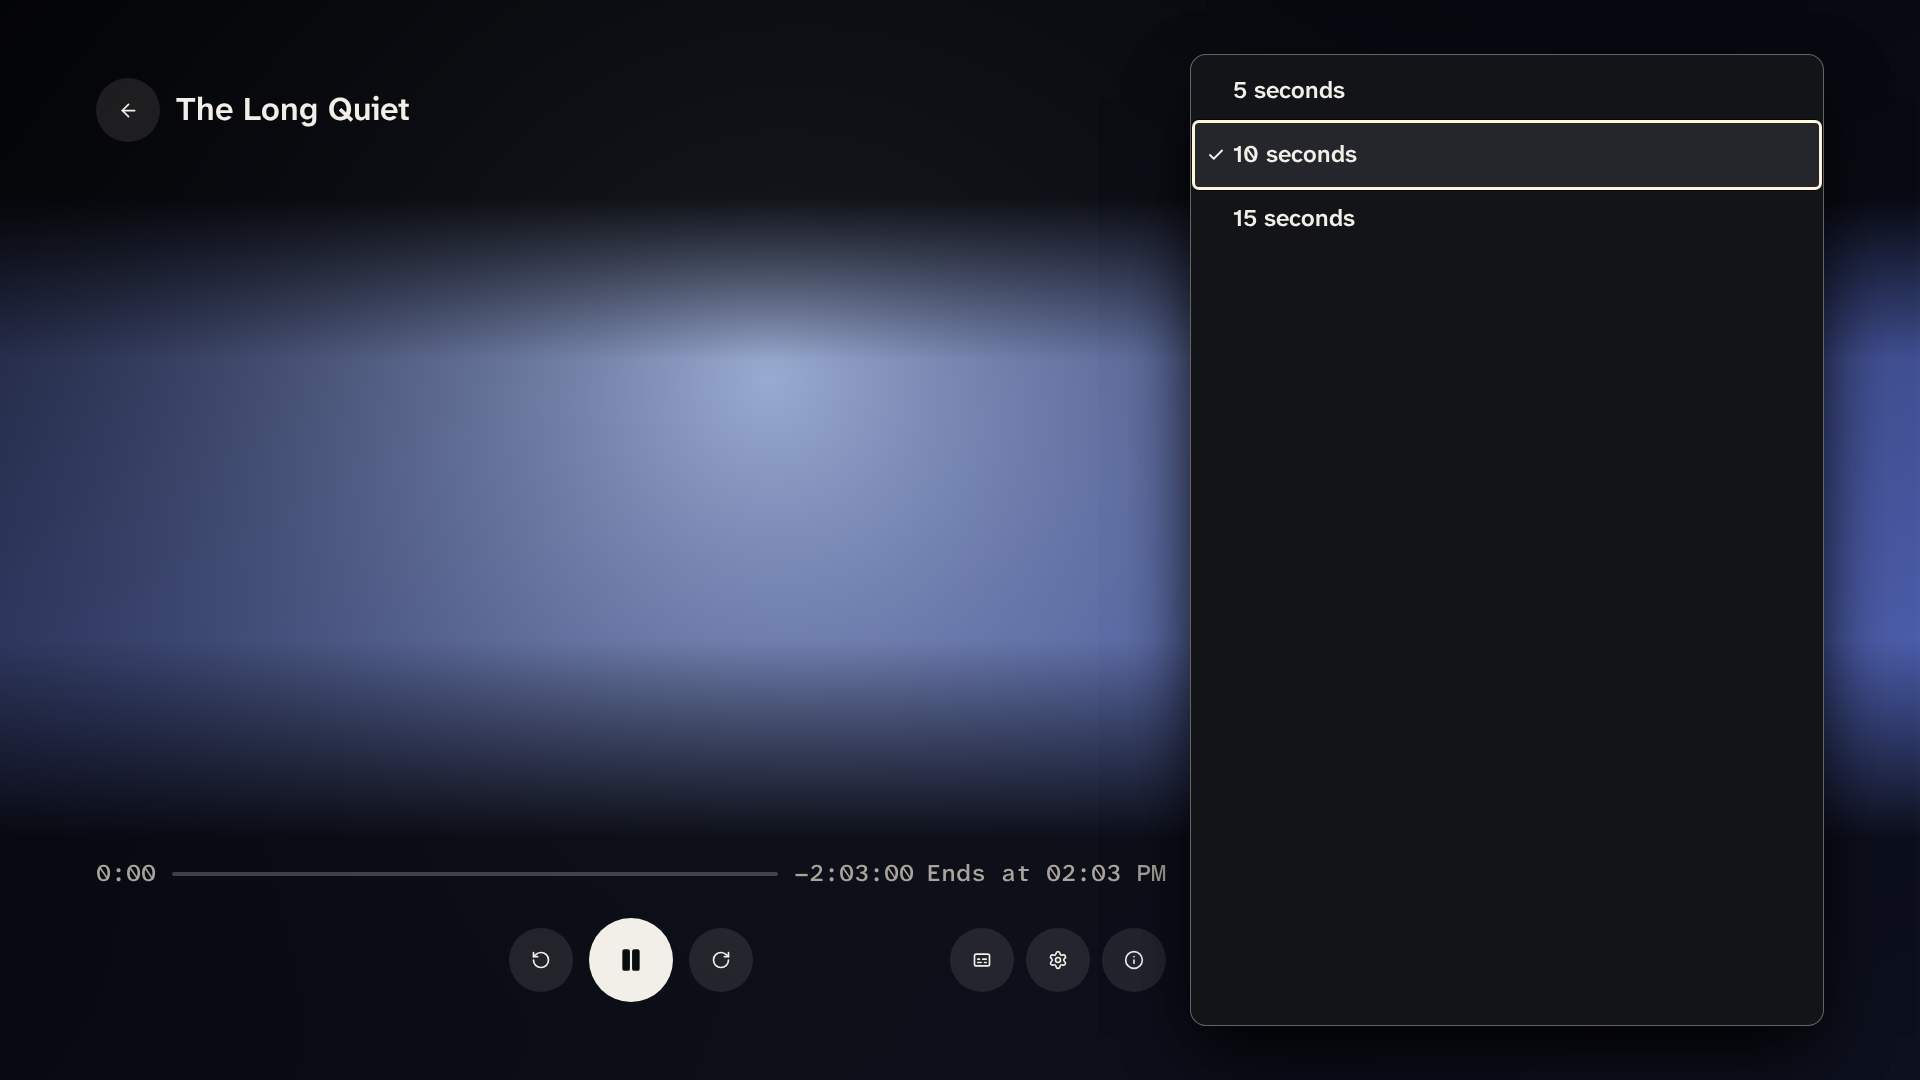 The Long Quiet
5 seconds
10 seconds
15 seconds
0:00
−2:03:00 Ends at 02:03 PM